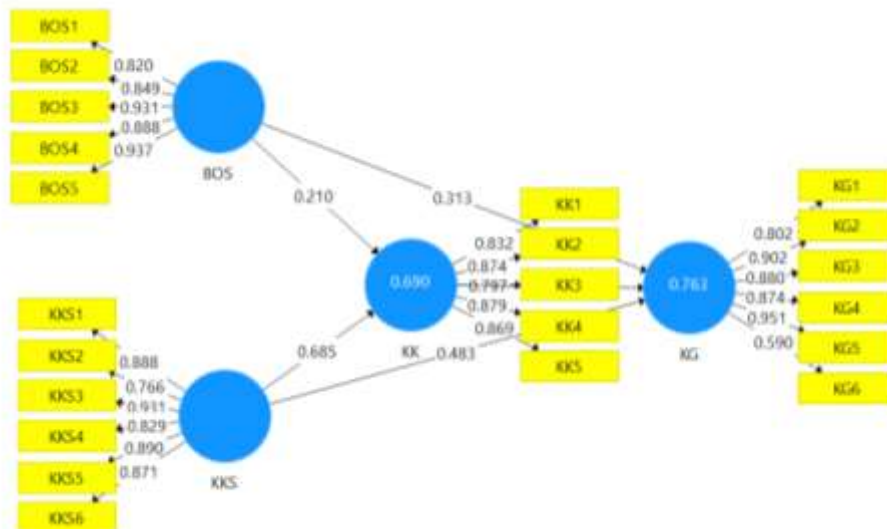 BOS1
BOS2
BOS3
BOS4
BOS5
0.820
0.849
0.931
0.888
0.937
BOS
0.210
0.313
KKS1
KKS2
KKS3
KKS4
KKS5
KKS6
0.888
0.766
0.931
0.829
0.890
0.871
KKS
0.685
0.483
0.690
KK
0.832
0.874
0.797
0.879
0.869
KK1
KK2
KK3
KK4
KK5
0.763
KG
0.802
0.902
0.880
0.874
0.951
0.590
KG1
KG2
KG3
KG4
KG5
KG6